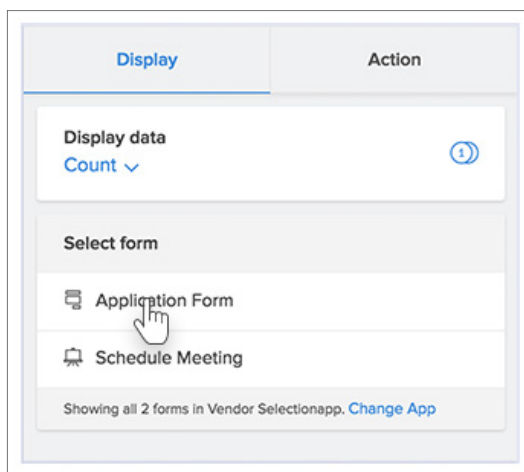 Display Action
Display data
Count
1
Select form
Application Form
Schedule Meeting
Showing all 2 forms in Vendor Selectionapp. Change App